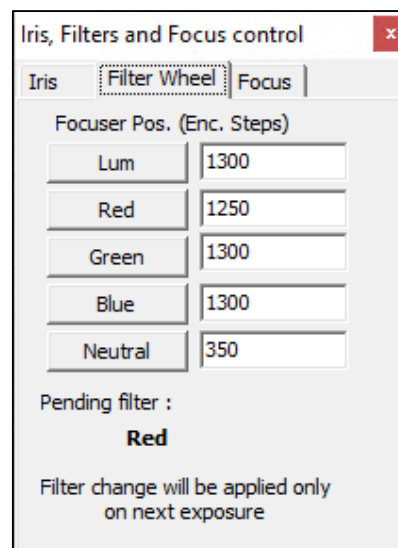 Iris, Filters and Focus control x
Iris Filter Wheel Focus
Focuser Pos. (Enc. Steps)
Lum 1300
Red 1250
Green 1300
Blue 1300
Neutral 350
Pending filter :
Red
Filter change will be applied only
on next exposure